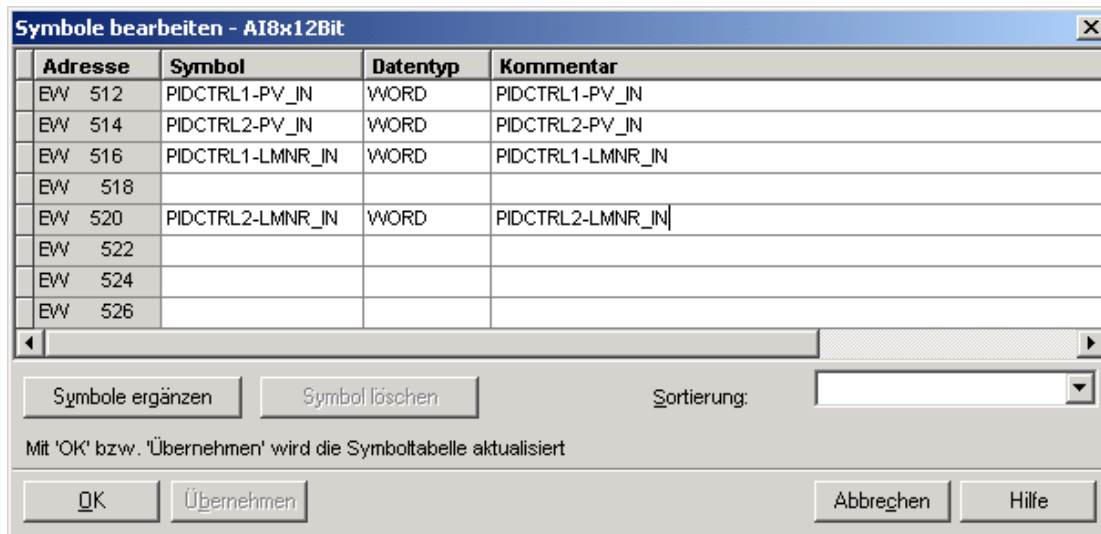 Symbole bearbeiten - AI8x12Bit
Adresse Symbol Datentyp Kommentar
EW 512 PIDCTRL1-PV_IN WORD PIDCTRL1-PV_IN
EW 514 PIDCTRL2-PV_IN WORD PIDCTRL2-PV_IN
EW 516 PIDCTRL1-LMNR_IN WORD PIDCTRL1-LMNR_IN
EW 518
EW 520 PIDCTRL2-LMNR_IN WORD PIDCTRL2-LMNR_IN
EW 522
EW 524
EW 526
Symbole ergänzen Symbol löschen Sortierung:
Mit 'OK' bzw. 'Übernehmen' wird die Symboltabelle aktualisiert
OK Übernehmen Abbrechen Hilfe